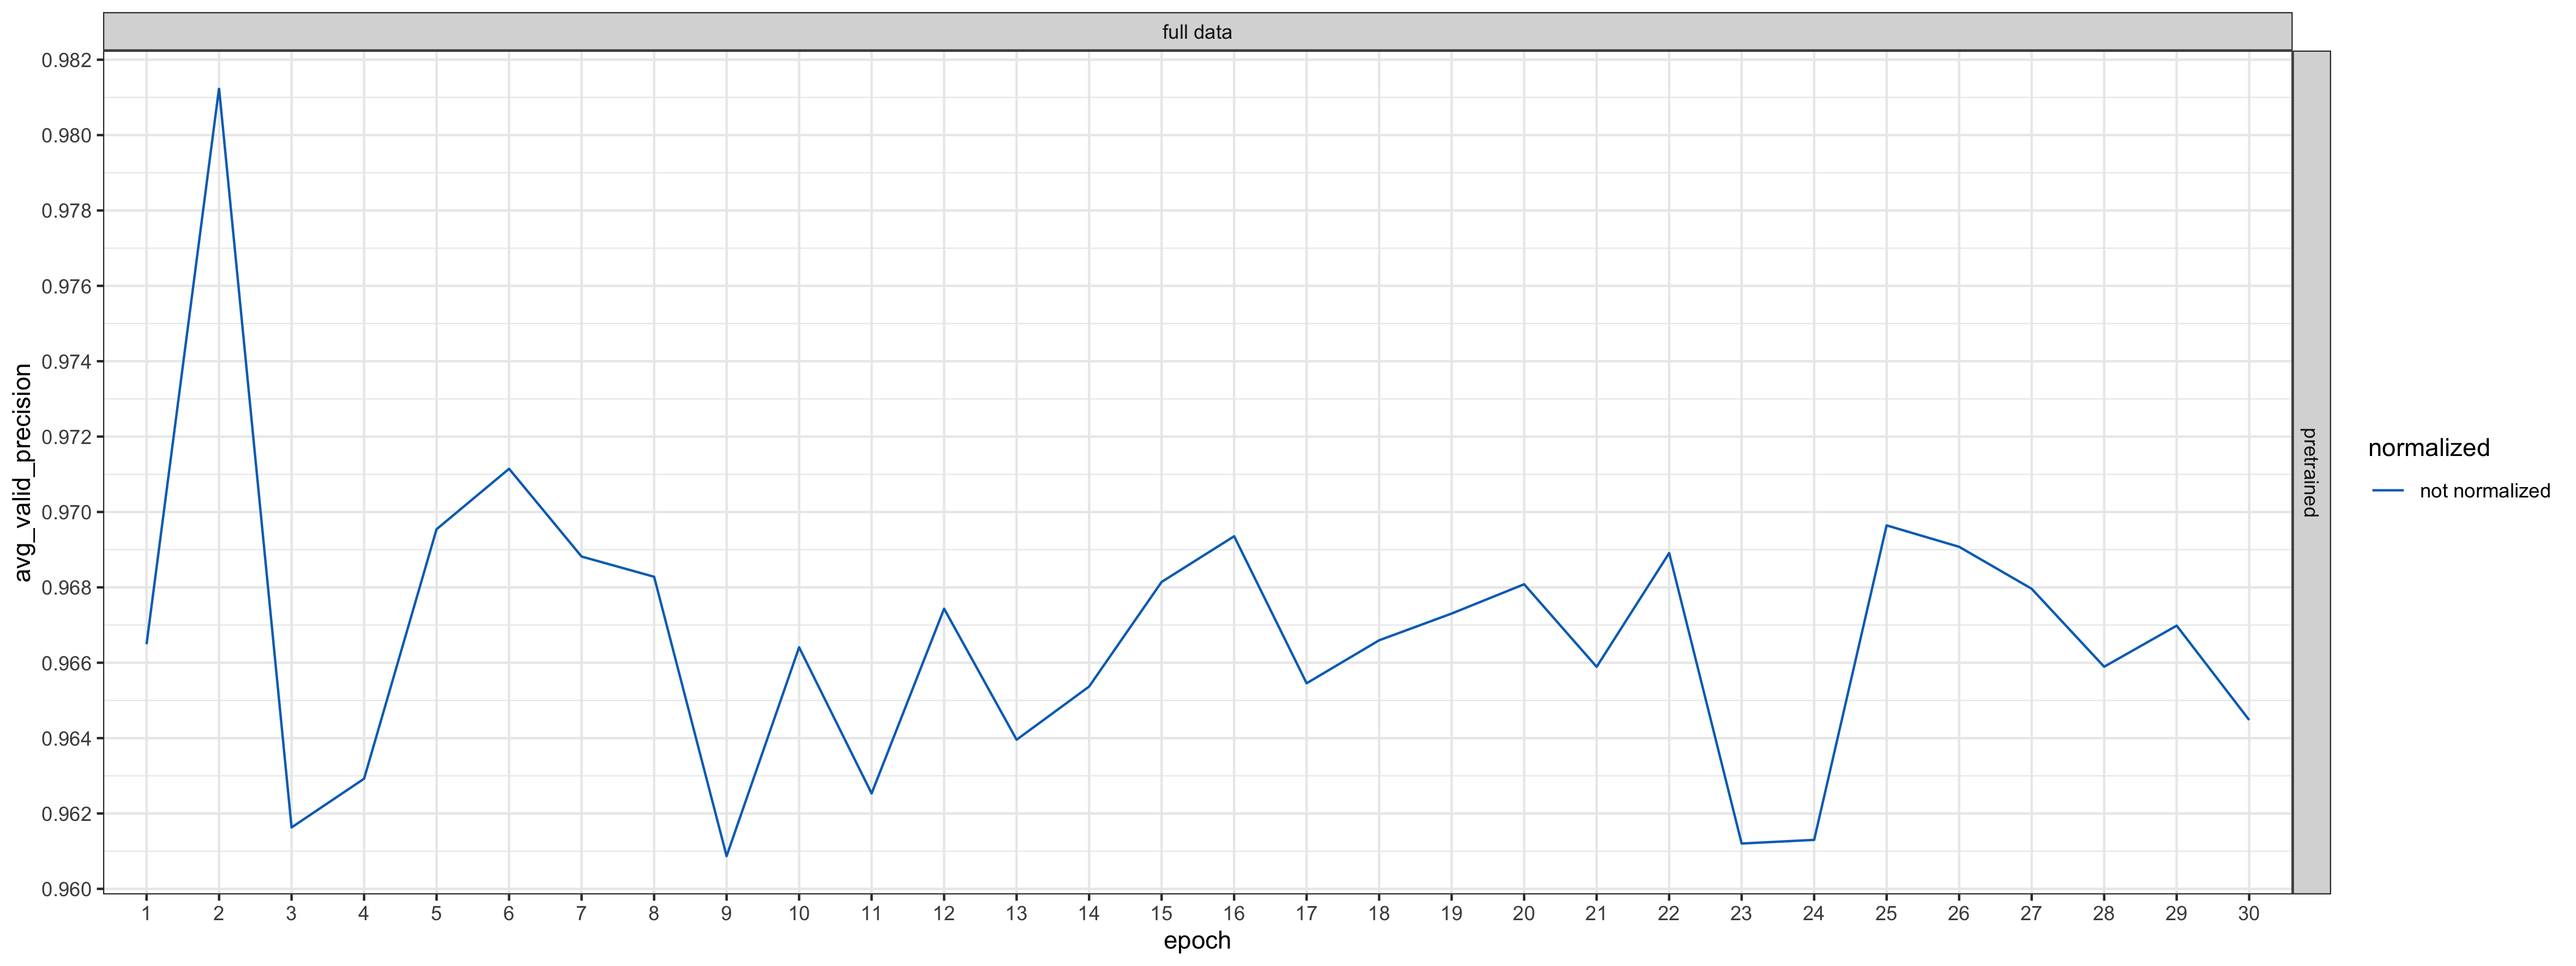 full data
0.982
0.980
0.978
0.976
0.974
0.972
0.970
0.968
0.966
0.964
0.962
0.960
avg_valid_precision
1 2 3 4 5 6 7 8 9 10 11 12 13 14 15 16 17 18 19 20 21 22 23 24 25 26 27 28 29 30
epoch
pretrained
normalized
not normalized